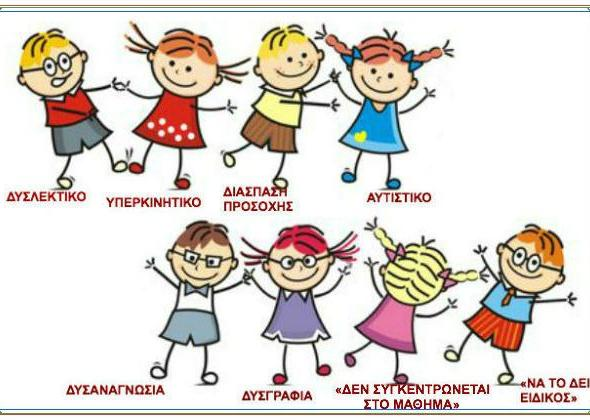 ΔΥΣΛΕΚΤΙΚΟ
ΥΠΕΡΚΙΝΗΤΙΚΟ
ΔΙΑΣΠΑΣΗ
ΠΡΟΣΟΧΗΣ
ΑΥΤΙΣΤΙΚΟ
ΔΥΣΑΝΑΓΝΩΣΙΑ
ΔΥΣΓΡΑΦΙΑ
«ΔΕΝ ΣΥΓΚΕΝΤΡΩΝΕΤΑΙ
ΣΤΟ ΜΑΘΗΜΑ»
«ΝΑ ΤΟ ΔΕΙ
ΕΙΔΙΚΟΣ»